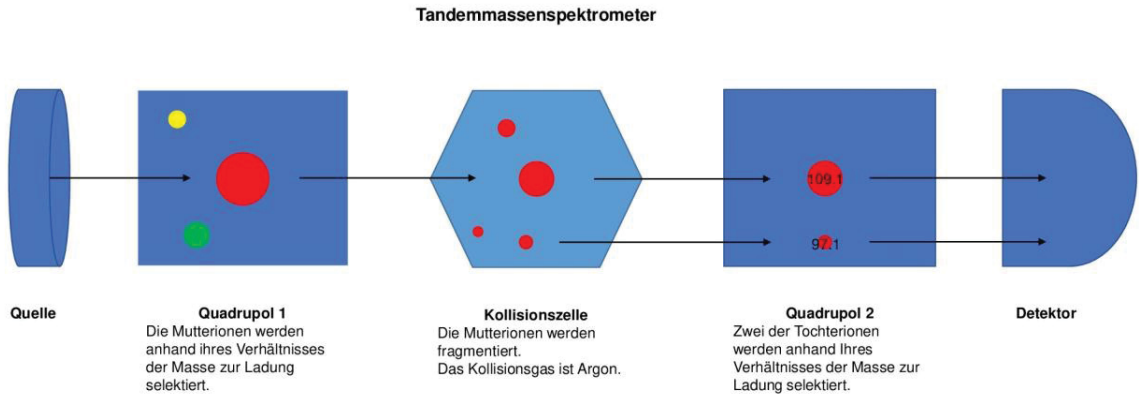 Tandemmassenspektrometer
109.1
97.1
Quelle
Quadrupol 1
Die Mutterionen werden
anhand ihres Verhältnisses
der Masse zur Ladung
selektiert.
Kollisionszelle
Die Mutterionen werden
fragmentiert.
Das Kollisionsgas ist Argon.
Quadrupol 2
Zwei der Tochterionen
werden anhand Ihres
Verhältnisses der Masse zur
Ladung selektiert.
Detektor